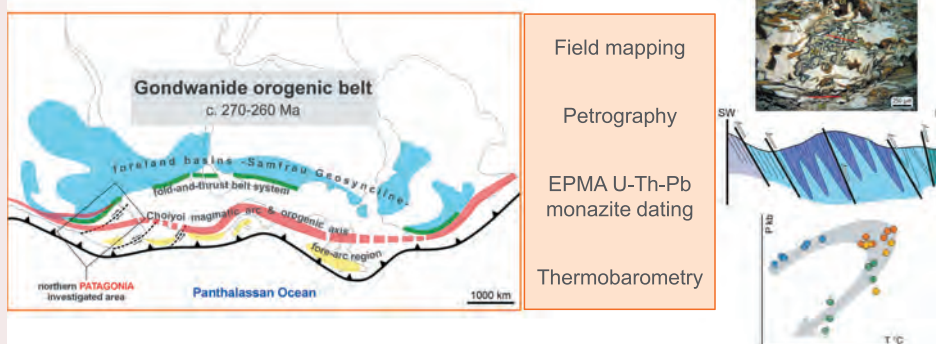 Gondwanide orogenic belt
c. 270-260 Ma
foreland basins -Samfrau Geosyncline-
fold-and-thrust belt system
Choiyoi magmatic arc & orogenic axis
fore-arc region
northern PATAGONIA
investigated area
Panthalassan Ocean
1000 km
Field mapping
Petrography
EPMA U-Th-Pb
monazite dating
Thermobarometry
SW
P kb
T °C